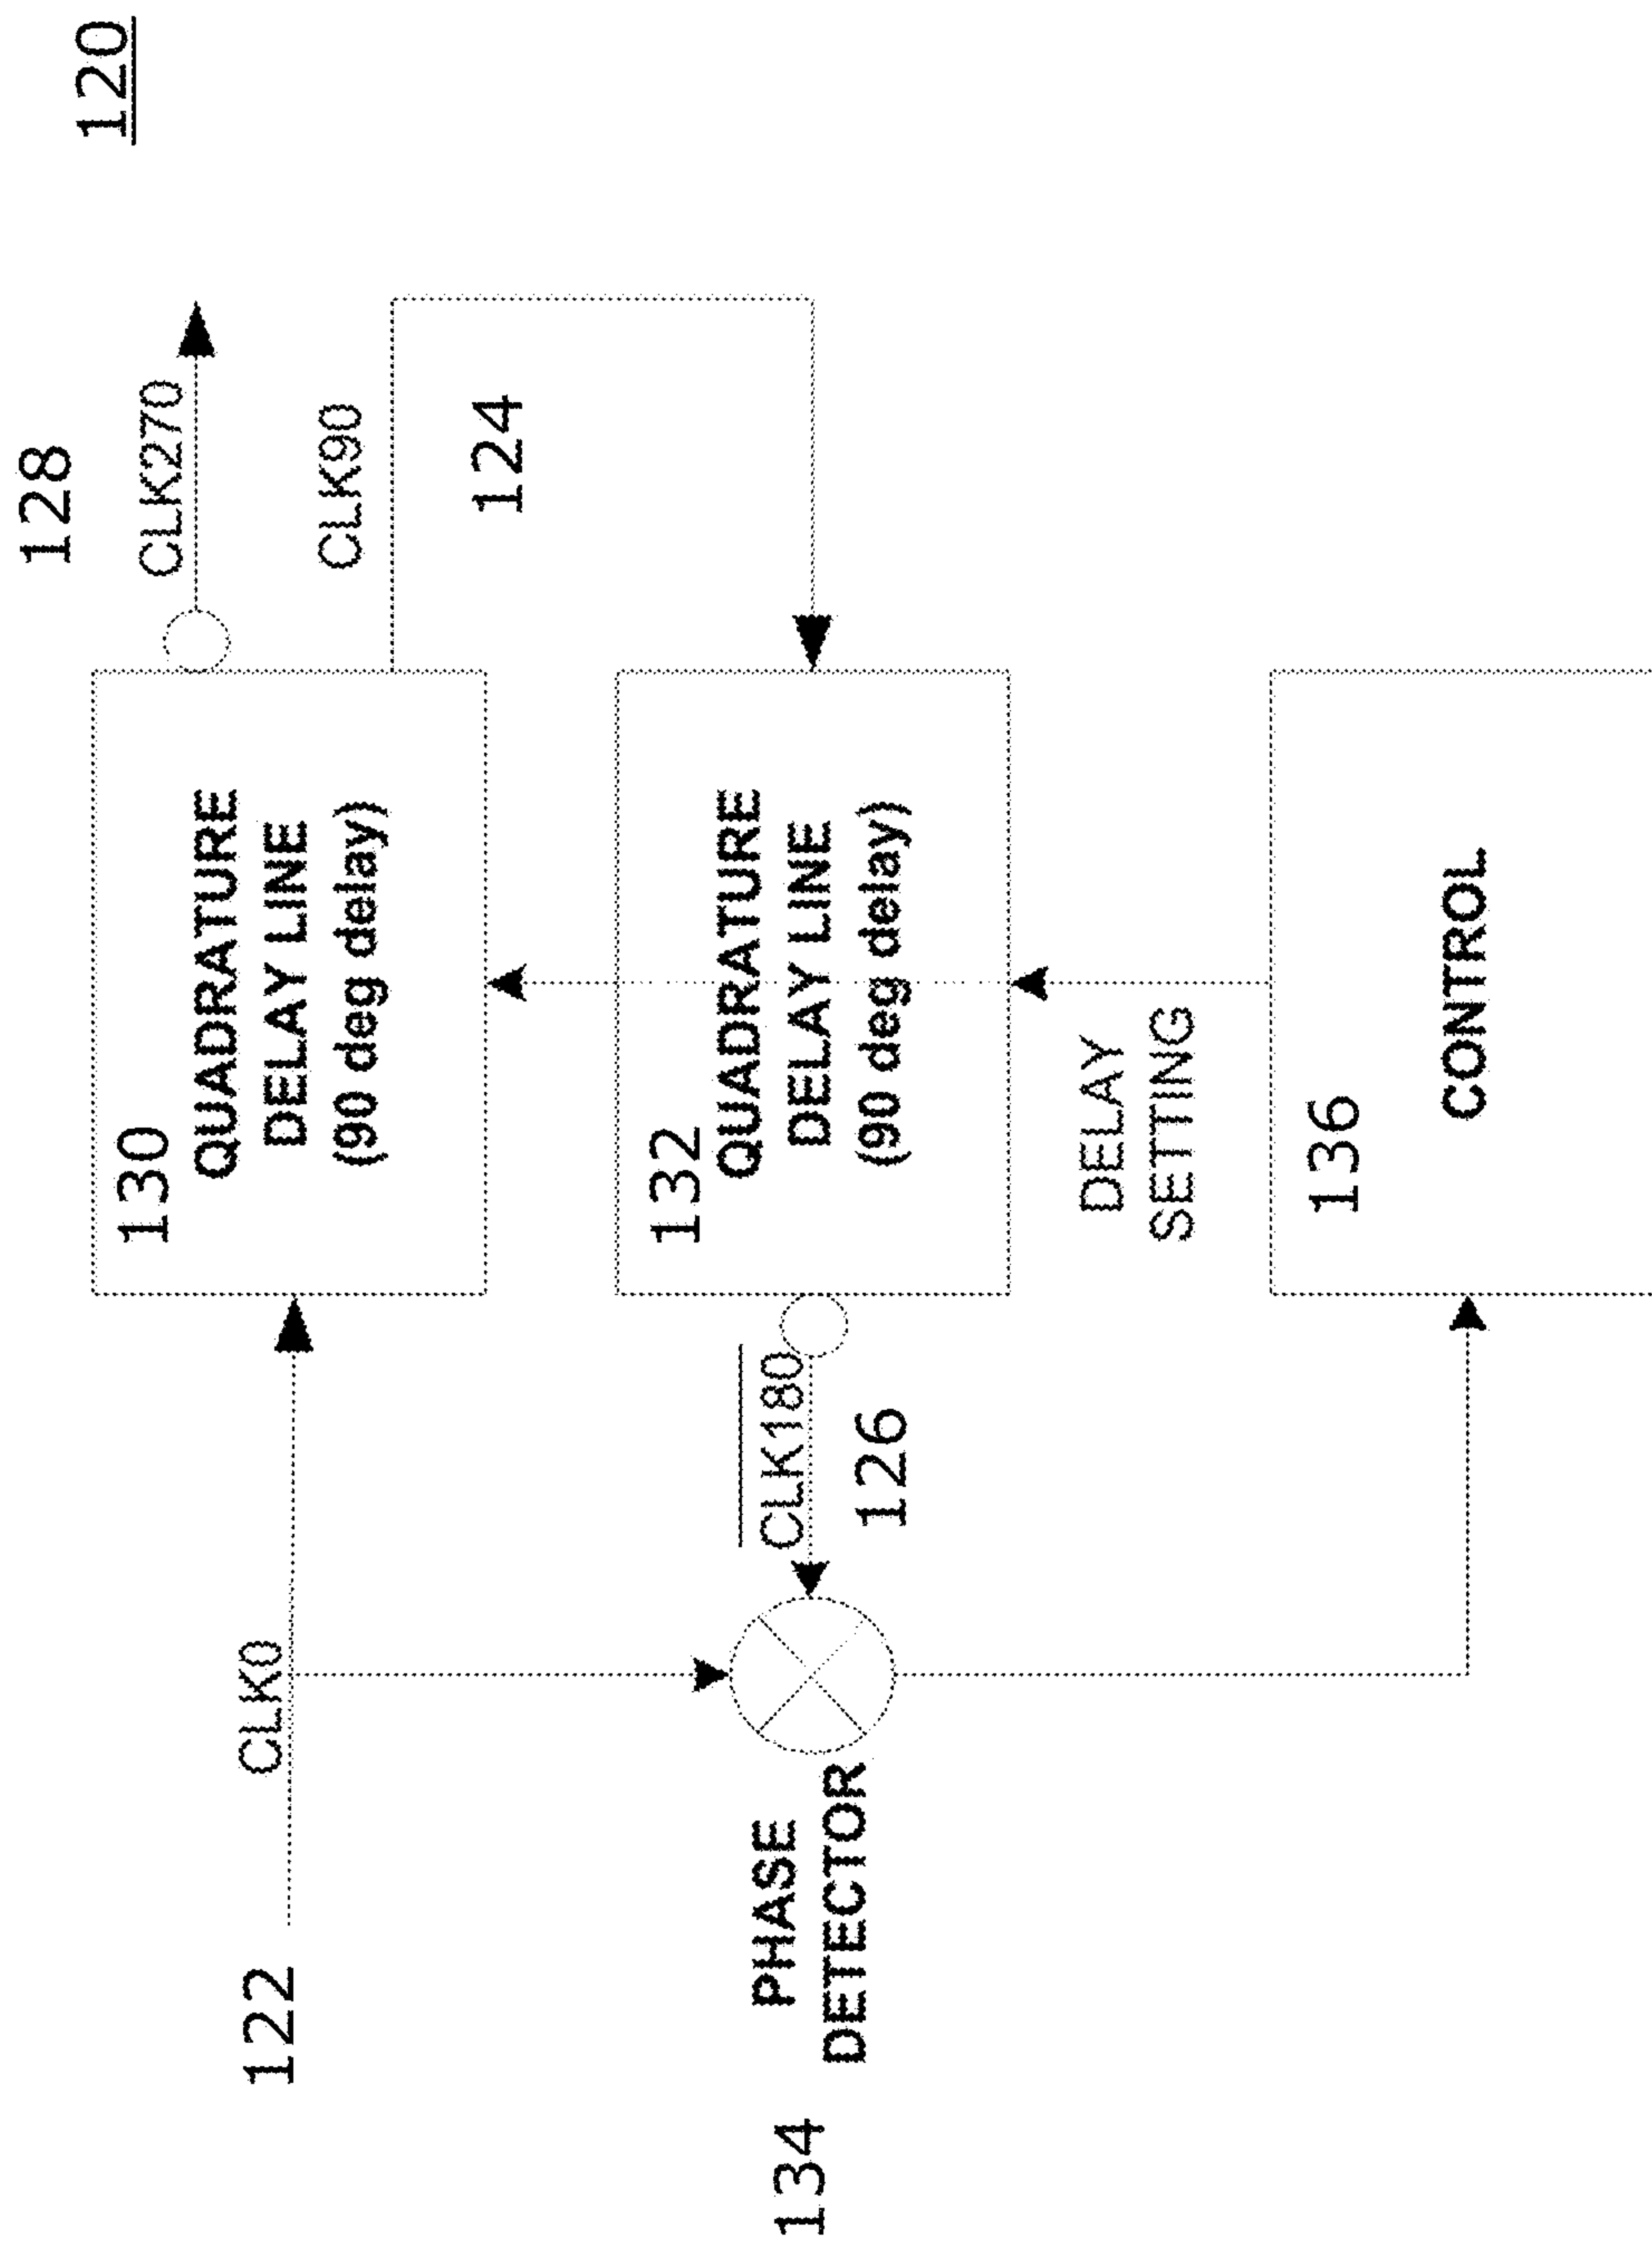 120
128
CLK270
CLK90
124
130
QUADRATURE
DELAY LINE
(90 deg delay)
122
CLK0
132
QUADRATURE
DELAY LINE
(90 deg delay)
CLK180
126
PHASE
DETECTOR
134
DELAY
SETTING
136
CONTROL